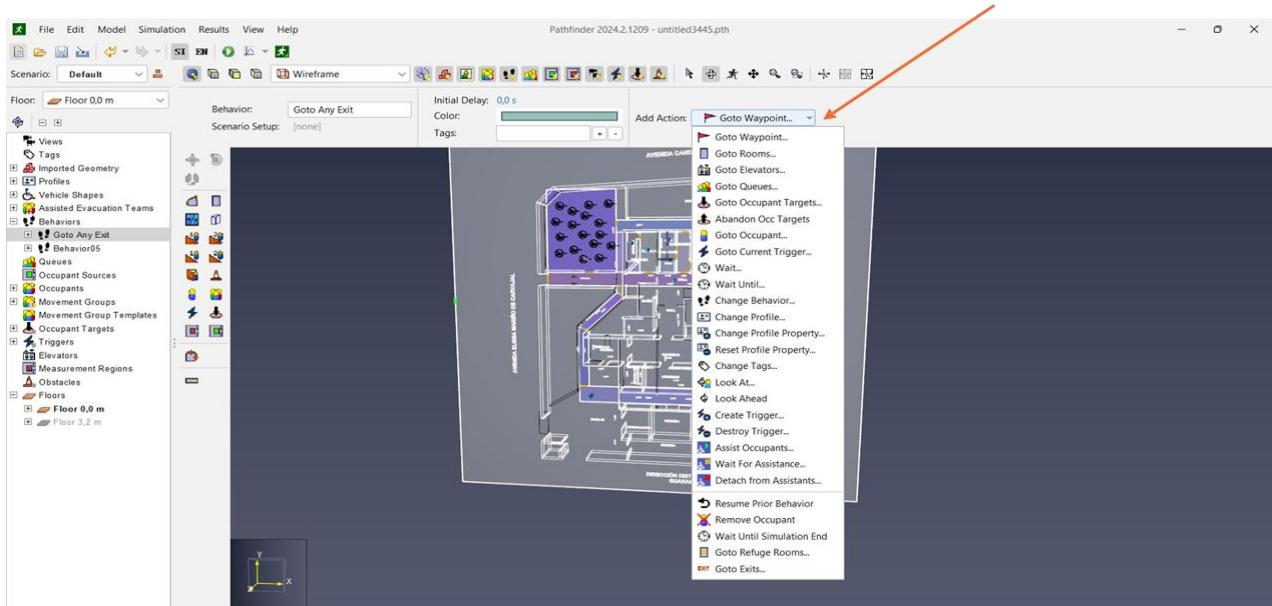 Pathfinder 2024.2.1209 - untitled3445.pth
File Edit Model Simulation Results View Help
SI EN
Scenario: Default
Wireframe
Floor: Floor 0,0 m
Behavior: Goto Any Exit
Scenario Setup: [none]
Initial Delay: 0,0 s
Color:
Tags:
+ -
Add Action: Goto Waypoint...
Views
Tags
Imported Geometry
Profiles
Vehicle Shapes
Assisted Evacuation Teams
Behaviors
Goto Any Exit
Behavior05
Queues
Occupant Sources
Occupants
Movement Groups
Movement Group Templates
Occupant Targets
Triggers
Elevators
Measurement Regions
Obstacles
Floors
Floor 0,0 m
Floor 3,2 m
Goto Waypoint...
Goto Rooms...
Goto Elevators...
Goto Queues...
Goto Occupant Targets...
Abandon Occ Targets
Goto Occupant...
Goto Current Trigger...
Wait...
Wait Until...
Change Behavior...
Change Profile...
Change Profile Property...
Reset Profile Property...
Change Tags...
Look At...
Look Ahead
Create Trigger...
Destroy Trigger...
Assist Occupants...
Wait For Assistance...
Detach from Assistants...
Resume Prior Behavior
Remove Occupant
Wait Until Simulation End
Goto Refuge Rooms...
EXIT Goto Exits...
AVENIDA
DIRECCIÓN
Y
X
Z